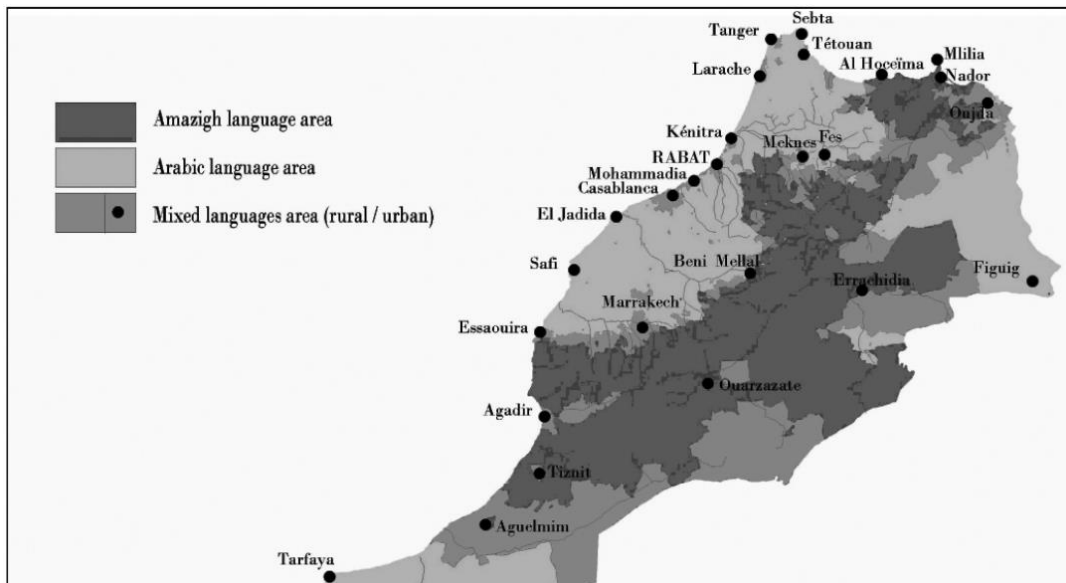 Sebta
Tanger
Tétouan
Mlilia
Al Hoceïma
Larache
Nador
Oujda
Amazigh language area
Kénitra
Meknes
Fes
Arabic language area
RABAT
Mohammadia
Casablanca
Mixed languages area (rural / urban)
El Jadida
Safi
Beni Mellal
Errachidia
Figuig
Marrakech
Essaouira
Ouarzazate
Agadir
Tiznit
Aguelmim
Tarfaya